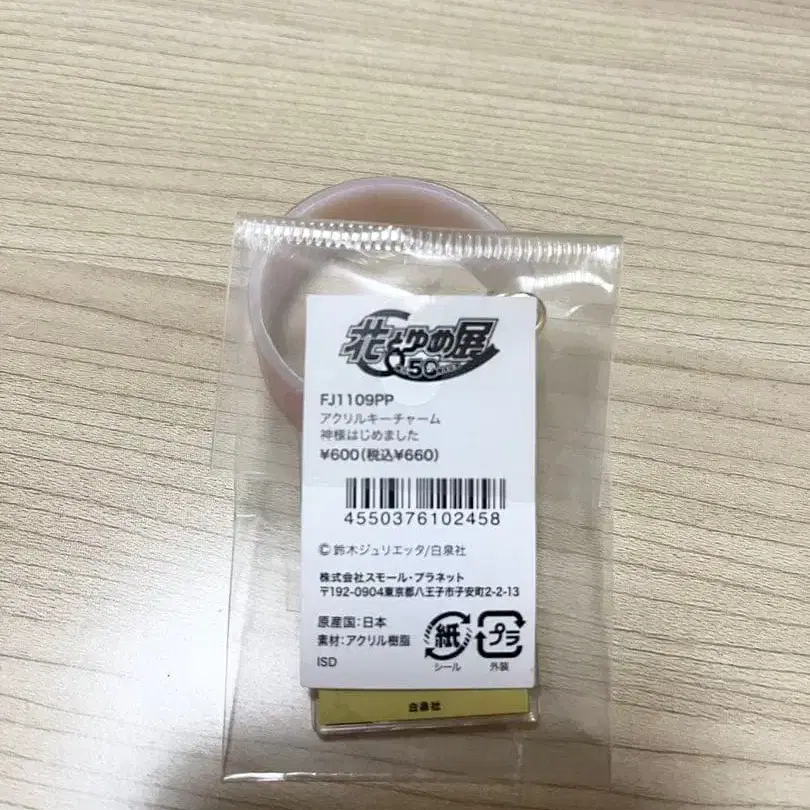 花とゆめ展
50
FJ1109PP
アクリルキーチャーム
神様はじめました
¥600(税込¥660)
4550376102458
© 鈴木ジュリエッタ/白泉社
株式会社スモール・プラネット
〒192-0904東京都八王子市子安町2-2-13
原産国:日本
素材:アクリル樹脂
ISD
紙
シール
プラ
外装
白泉社